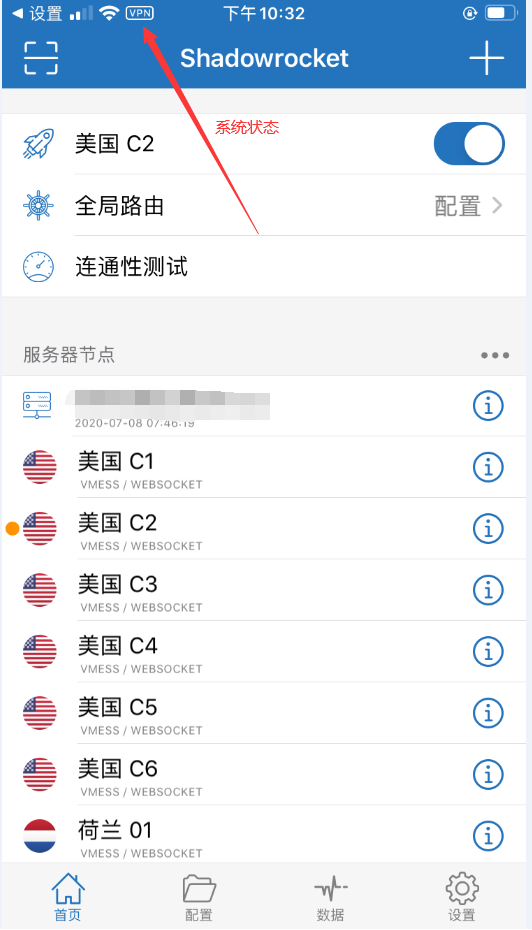 设置 VPN 下午10:32
Shadowrocket
系统状态
美国 C2
全局路由 配置
连通性测试
服务器节点
2020-07-08 07:46:19
美国 C1
VMESS / WEBSOCKET
美国 C2
VMESS / WEBSOCKET
美国 C3
VMESS / WEBSOCKET
美国 C4
VMESS / WEBSOCKET
美国 C5
VMESS / WEBSOCKET
美国 C6
VMESS / WEBSOCKET
荷兰 01
VMESS / WEBSOCKET
首页 配置 数据 设置